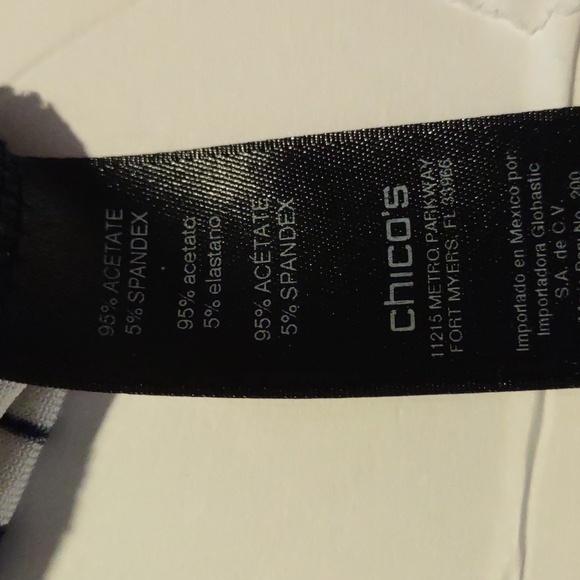 95% ACETATE
5% SPANDEX
95% acetato
5% elastano
95% ACÉTATE
5% SPANDEX
chico's
11215 METRO PARKWAY
FORT MYERS, FL 33966
Importado en Mexico por:
Importadora Globastic
S.A. de C.V.
200